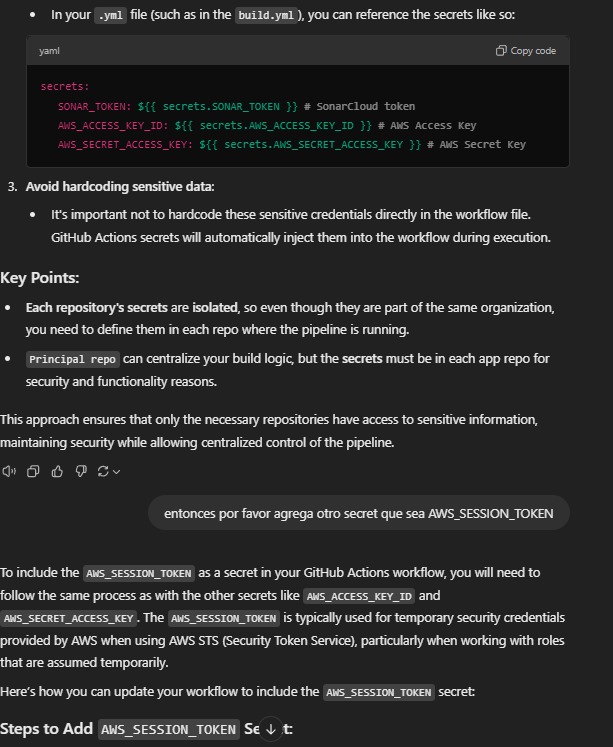 In your .yml file (such as in the build.yml), you can reference the secrets like so:
yaml
Copy code
secrets:
SONAR_TOKEN: ${{ secrets.SONAR_TOKEN }} # SonarCloud token
AWS_ACCESS_KEY_ID: ${{ secrets.AWS_ACCESS_KEY_ID }} # AWS Access Key
AWS_SECRET_ACCESS_KEY: ${{ secrets.AWS_SECRET_ACCESS_KEY }} # AWS Secret Key
3. Avoid hardcoding sensitive data:
It's important not to hardcode these sensitive credentials directly in the workflow file.
GitHub Actions secrets will automatically inject them into the workflow during execution.
Key Points:
Each repository's secrets are isolated, so even though they are part of the same organization,
you need to define them in each repo where the pipeline is running.
Principal repo can centralize your build logic, but the secrets must be in each app repo for
security and functionality reasons.
This approach ensures that only the necessary repositories have access to sensitive information,
maintaining security while allowing centralized control of the pipeline.
entonces por favor agrega otro secret que sea AWS_SESSION_TOKEN
To include the AWS_SESSION_TOKEN as a secret in your GitHub Actions workflow, you will need to
follow the same process as with the other secrets like AWS_ACCESS_KEY_ID and
AWS_SECRET_ACCESS_KEY. The AWS_SESSION_TOKEN is typically used for temporary security credentials
provided by AWS when using AWS STS (Security Token Service), particularly when working with roles
that are assumed temporarily.
Here's how you can update your workflow to include the AWS_SESSION_TOKEN secret:
Steps to Add AWS_SESSION_TOKEN